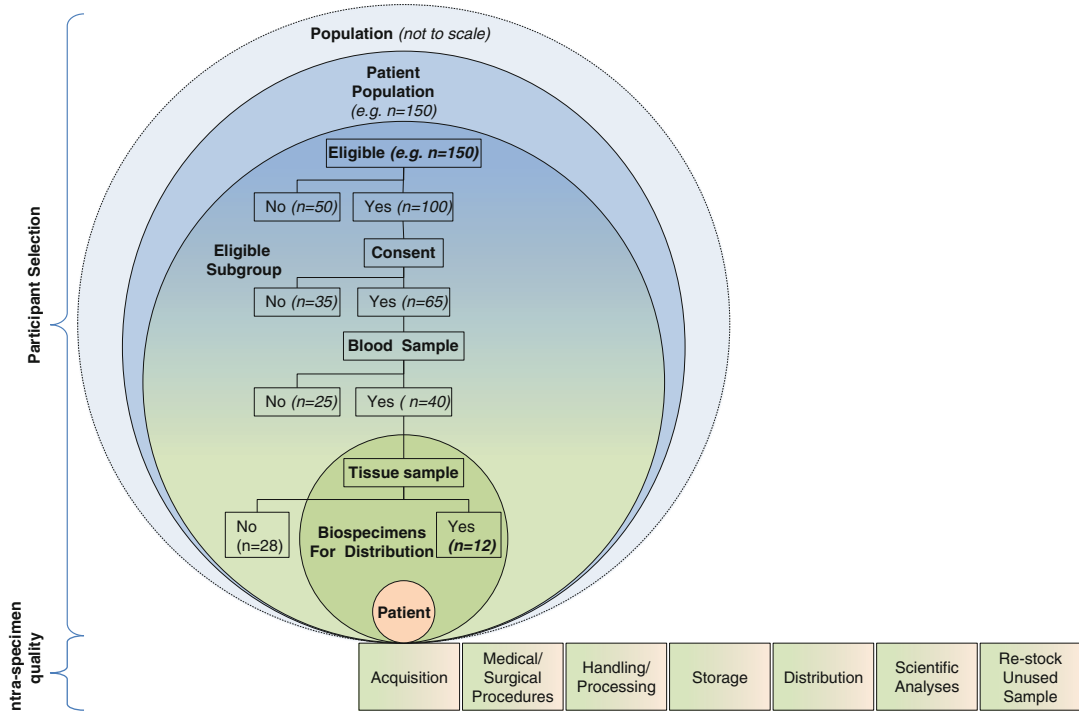 Population (not to scale)
Patient
Population
(e.g. n=150)
Eligible (e.g. n=150)
No (n=50)
Yes (n=100)
Consent
Eligible
Subgroup
No (n=35)
Yes (n=65)
Blood Sample
No (n=25)
Yes ( n=40)
Tissue sample
No
(n=28)
Biospecimens
For Distribution
Yes
(n=12)
Patient
Participant Selection
ntra-specimen
quality
Acquisition
Medical/
Surgical
Procedures
Handling/
Processing
Storage
Distribution
Scientific
Analyses
Re-stock
Unused
Sample